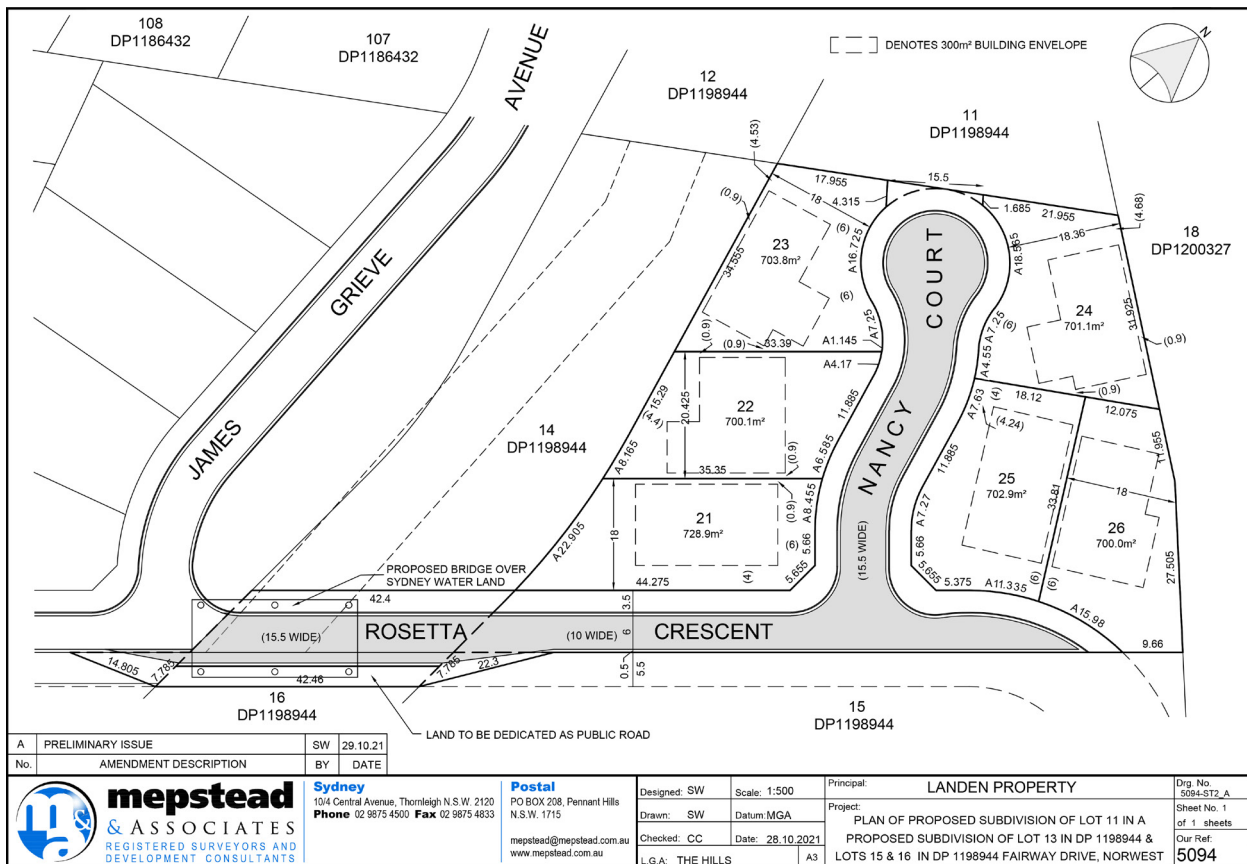 108
DP1186432
107
DP1186432
AVENUE
12
DP1198944
DENOTES 300m² BUILDING ENVELOPE
N
11
DP1198944
18
DP1200327
(4.53)
17.955
15.5
18
4.315
1.685
21.955
(4.68)
(0.9)
(6)
18.36
23
703.8m²
A16.725
A18.565
34.555
COURT
GRIEVE
24
701.1m²
31.925
(6)
A7.25
A7.25
(6)
(0.9)
(0.9)
33.39
A1.145
A4.17
A4.55
(0.9)
(0.9)
15.29
20.425
22
700.1m²
11.885
(4.4)
A7.63
(4)
18.12
12.075
(4.24)
JAMES
14
DP1198944
A8.165
35.35
(0.9)
A6.585
NANCY
11.885
11.955
25
702.9m²
33.81
18
21
728.9m²
18
(0.9)
A8.455
(6)
5.66
(4)
5.655
A7.27
26
700.0m²
A22.905
(15.5 WIDE)
5.66
5.655
5.375
A11.335
(6)
(6)
27.505
PROPOSED BRIDGE OVER
SYDNEY WATER LAND
44.275
42.4
3.5
A15.98
(15.5 WIDE)
ROSETTA
(10 WIDE)
6
CRESCENT
9.66
14.805
7.785
7.785
22.3
0.5
5.5
42.46
16
DP1198944
15
DP1198944
LAND TO BE DEDICATED AS PUBLIC ROAD
A PRELIMINARY ISSUE SW 29.10.21
No. AMENDMENT DESCRIPTION BY DATE
m&a
mepstead
& ASSOCIATES
REGISTERED SURVEYORS AND
DEVELOPMENT CONSULTANTS
Sydney
10/4 Central Avenue, Thornleigh N.S.W. 2120
Phone 02 9875 4500 Fax 02 9875 4833
Postal
PO BOX 208, Pennant Hills
N.S.W. 1715
mepstead@mepstead.com.au
www.mepstead.com.au
Designed: SW Scale: 1:500
Drawn: SW Datum:MGA
Checked: CC Date: 28.10.2021
L.G.A: THE HILLS A3
Principal: LANDEN PROPERTY
Project:
PLAN OF PROPOSED SUBDIVISION OF LOT 11 IN A
PROPOSED SUBDIVISION OF LOT 13 IN DP 1198944 &
LOTS 15 & 16 IN DP 1198944 FAIRWAY DRIVE, NORWEST
Drg. No.
5094-ST2_A
Sheet No. 1
of 1 sheets
Our Ref:
5094